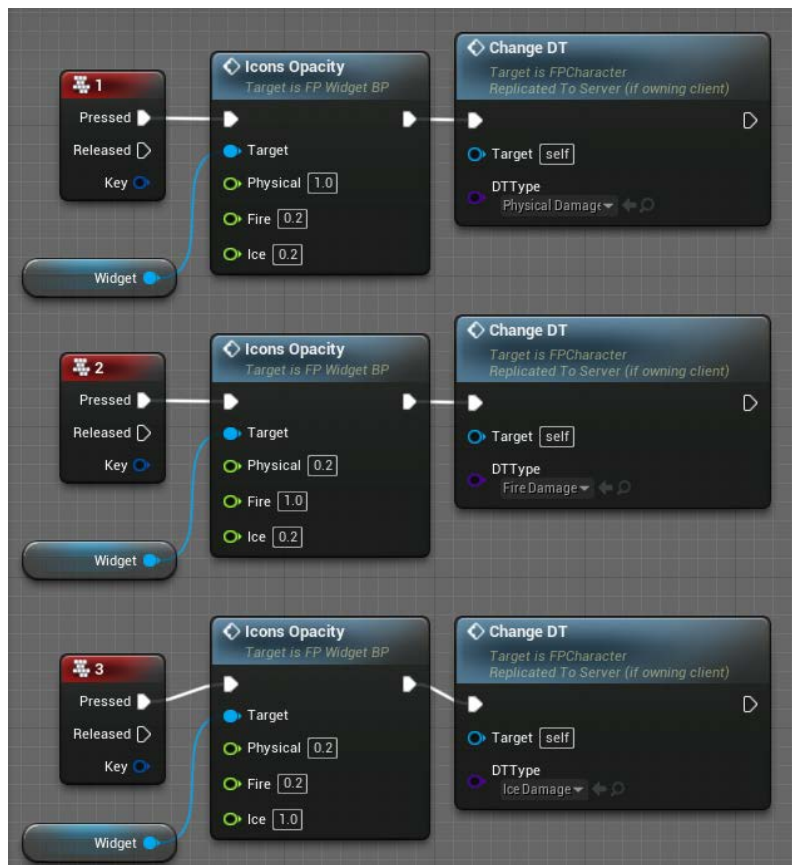 1
Pressed
Released
Key
Widget
Icons Opacity
Target is FP Widget BP
Target
Physical 1.0
Fire 0.2
Ice 0.2
Change DT
Target is FPCharacter
Replicated To Server (if owning client)
Target self
DTType
Physical Damage
2
Pressed
Released
Key
Widget
Icons Opacity
Target is FP Widget BP
Target
Physical 0.2
Fire 1.0
Ice 0.2
Change DT
Target is FPCharacter
Replicated To Server (if owning client)
Target self
DTType
Fire Damage
3
Pressed
Released
Key
Widget
Icons Opacity
Target is FP Widget BP
Target
Physical 0.2
Fire 0.2
Ice 1.0
Change DT
Target is FPCharacter
Replicated To Server (if owning client)
Target self
DTType
Ice Damage